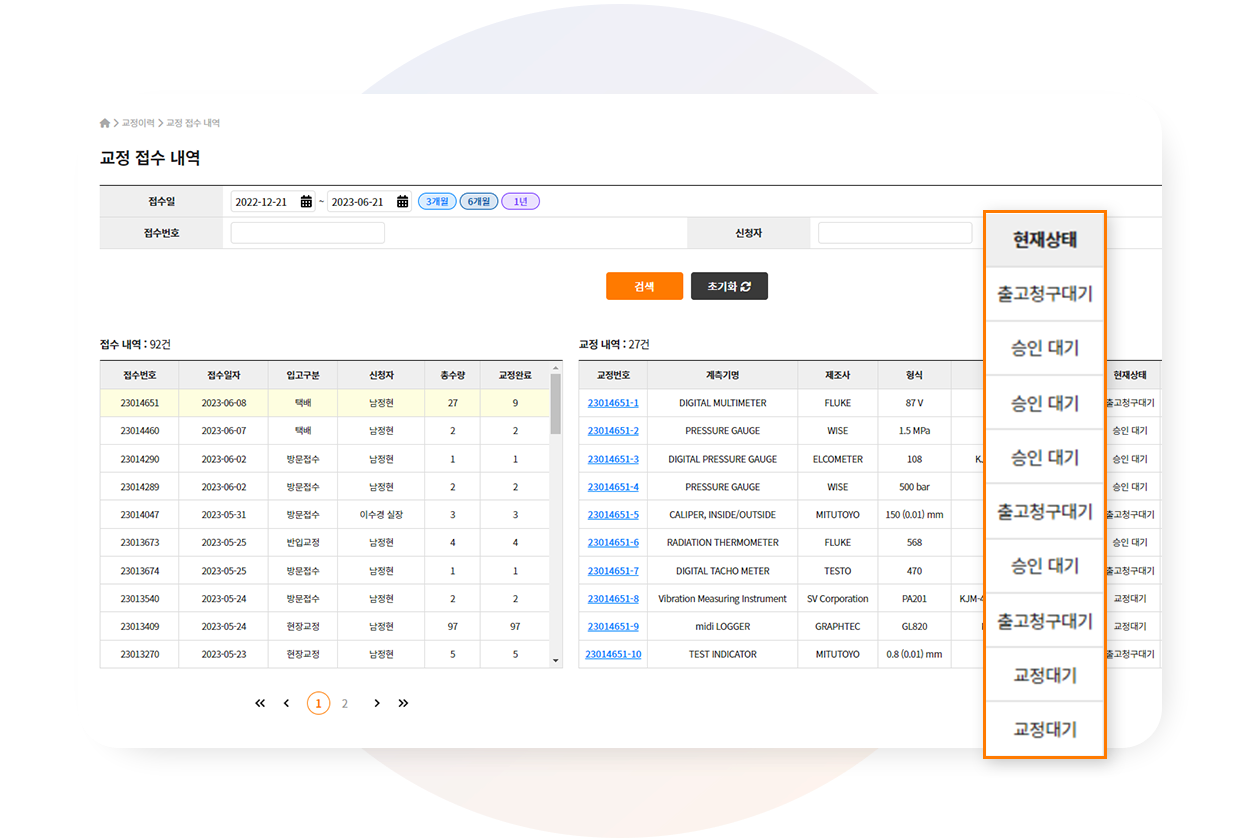 교정이력 교정 접수 내역
교정 접수 내역
접수일 2022-12-21 ~ 2023-06-21 3개월 6개월 1년
접수번호 신청자
검색 초기화
접수 내역 : 92건
접수번호 접수일자 입고구분 신청자 총수량 교정완료
23014651 2023-06-08 택배 남정현 27 9
23014460 2023-06-07 택배 남정현 2 2
23014290 2023-06-02 방문접수 남정현 1 1
23014289 2023-06-02 방문접수 남정현 2 2
23014047 2023-05-31 방문접수 이수경 실장 3 3
23013673 2023-05-25 반입교정 남정현 4 4
23013674 2023-05-25 방문접수 남정현 1 1
23013540 2023-05-24 방문접수 남정현 2 2
23013409 2023-05-24 현장교정 남정현 97 97
23013270 2023-05-23 현장교정 남정현 5 5
1 2
교정 내역 : 27건
교정번호 계측기명 제조사 형식 현재상태
23014651-1 DIGITAL MULTIMETER FLUKE 87 V 출고청구대기
23014651-2 PRESSURE GAUGE WISE 1.5 MPa 승인 대기
23014651-3 DIGITAL PRESSURE GAUGE ELCOMETER 108 승인 대기
23014651-4 PRESSURE GAUGE WISE 500 bar 승인 대기
23014651-5 CALIPER, INSIDE/OUTSIDE MITUTOYO 150 (0.01) mm 출고청구대기
23014651-6 RADIATION THERMOMETER FLUKE 568 승인 대기
23014651-7 DIGITAL TACHO METER TESTO 470 출고청구대기
23014651-8 Vibration Measuring Instrument SV Corporation PA201 KJM-4 교정대기
23014651-9 midi LOGGER GRAPHTEC GL820 교정대기
23014651-10 TEST INDICATOR MITUTOYO 0.8 (0.01) mm 출고청구대기
현재상태
출고청구대기
승인 대기
승인 대기
승인 대기
출고청구대기
승인 대기
출고청구대기
교정대기
교정대기